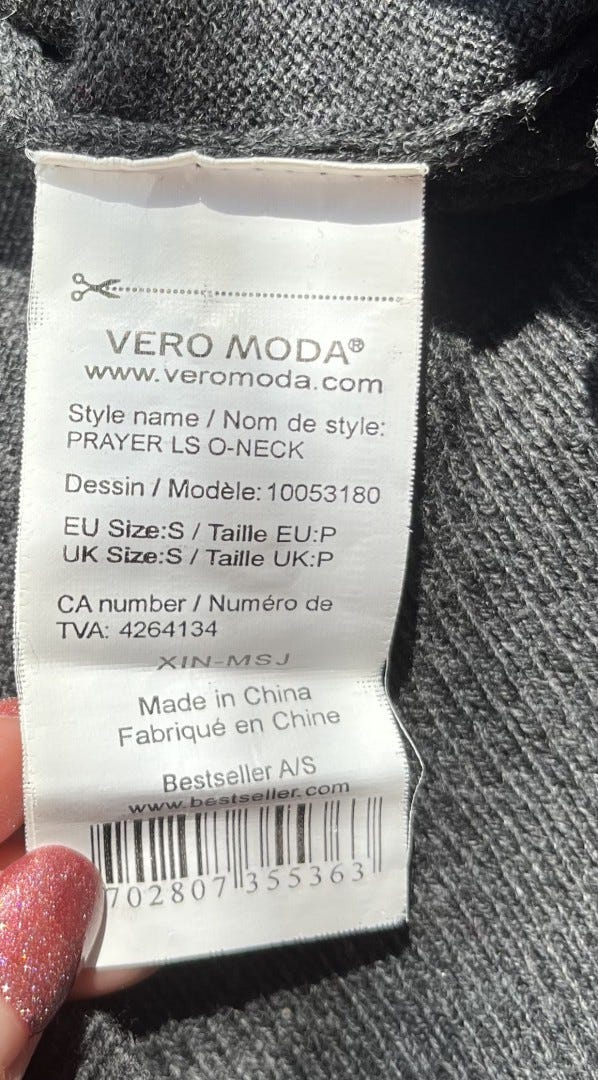 VERO MODA®
www.veromoda.com
Style name / Nom de style:
PRAYER LS O-NECK
Dessin / Modèle: 10053180
EU Size:S / Taille EU:P
UK Size:S / Taille UK:P
CA number / Numéro de
TVA: 4264134
XIN-MSJ
Made in China
Fabriqué en Chine
Bestseller A/S
www.bestseller.com
702807 355363